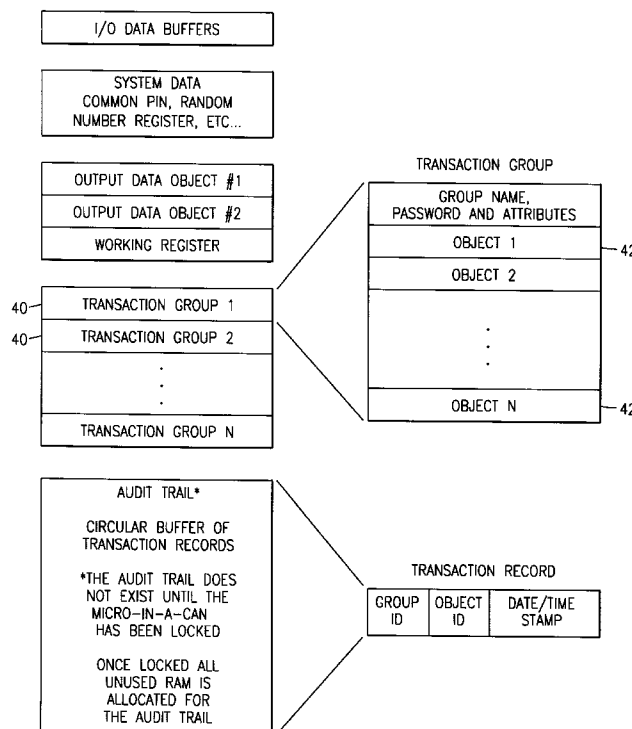 I/O DATA BUFFERS
SYSTEM DATA
COMMON PIN, RANDOM
NUMBER REGISTER, ETC...
OUTPUT DATA OBJECT #1
OUTPUT DATA OBJECT #2
WORKING REGISTER
40
TRANSACTION GROUP 1
40
TRANSACTION GROUP 2
TRANSACTION GROUP N
TRANSACTION GROUP
GROUP NAME,
PASSWORD AND ATTRIBUTES
OBJECT 1
42
OBJECT 2
OBJECT N
42
AUDIT TRAIL*
CIRCULAR BUFFER OF
TRANSACTION RECORDS
*THE AUDIT TRAIL DOES
NOT EXIST UNTIL THE
MICRO-IN-A-CAN
HAS BEEN LOCKED
ONCE LOCKED ALL
UNUSED RAM IS
ALLOCATED FOR
THE AUDIT TRAIL
TRANSACTION RECORD
GROUP
ID
OBJECT
ID
DATE/TIME
STAMP